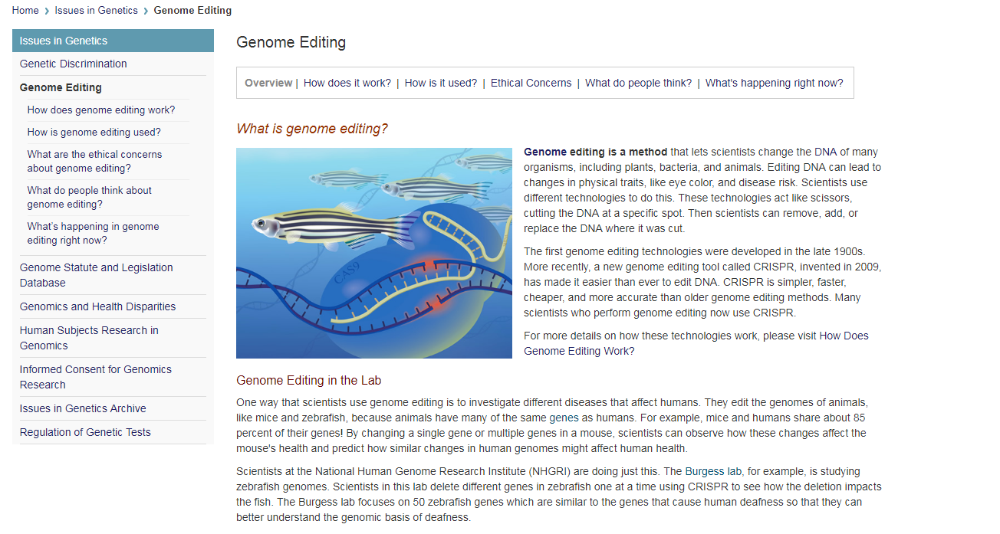 Home › Issues in Genetics › Genome Editing
Issues in Genetics
Genetic Discrimination
Genome Editing
How does genome editing work?
How is genome editing used?
What are the ethical concerns
about genome editing?
What do people think about
genome editing?
What's happening in genome
editing right now?
Genome Statute and Legislation
Database
Genomics and Health Disparities
Human Subjects Research in
Genomics
Informed Consent for Genomics
Research
Issues in Genetics Archive
Regulation of Genetic Tests
Genome Editing
Overview | How does it work? | How is it used? | Ethical Concerns | What do people think? | What's happening right now?
What is genome editing?
CAS9
Genome editing is a method that lets scientists change the DNA of many
organisms, including plants, bacteria, and animals. Editing DNA can lead to
changes in physical traits, like eye color, and disease risk. Scientists use
different technologies to do this. These technologies act like scissors,
cutting the DNA at a specific spot. Then scientists can remove, add, or
replace the DNA where it was cut.
The first genome editing technologies were developed in the late 1900s.
More recently, a new genome editing tool called CRISPR, invented in 2009,
has made it easier than ever to edit DNA. CRISPR is simpler, faster,
cheaper, and more accurate than older genome editing methods. Many
scientists who perform genome editing now use CRISPR.
For more details on how these technologies work, please visit How Does
Genome Editing Work?
Genome Editing in the Lab
One way that scientists use genome editing is to investigate different diseases that affect humans. They edit the genomes of animals,
like mice and zebrafish, because animals have many of the same genes as humans. For example, mice and humans share about 85
percent of their genes! By changing a single gene or multiple genes in a mouse, scientists can observe how these changes affect the
mouse's health and predict how similar changes in human genomes might affect human health.
Scientists at the National Human Genome Research Institute (NHGRI) are doing just this. The Burgess lab, for example, is studying
zebrafish genomes. Scientists in this lab delete different genes in zebrafish one at a time using CRISPR to see how the deletion impacts
the fish. The Burgess lab focuses on 50 zebrafish genes which are similar to the genes that cause human deafness so that they can
better understand the genomic basis of deafness.